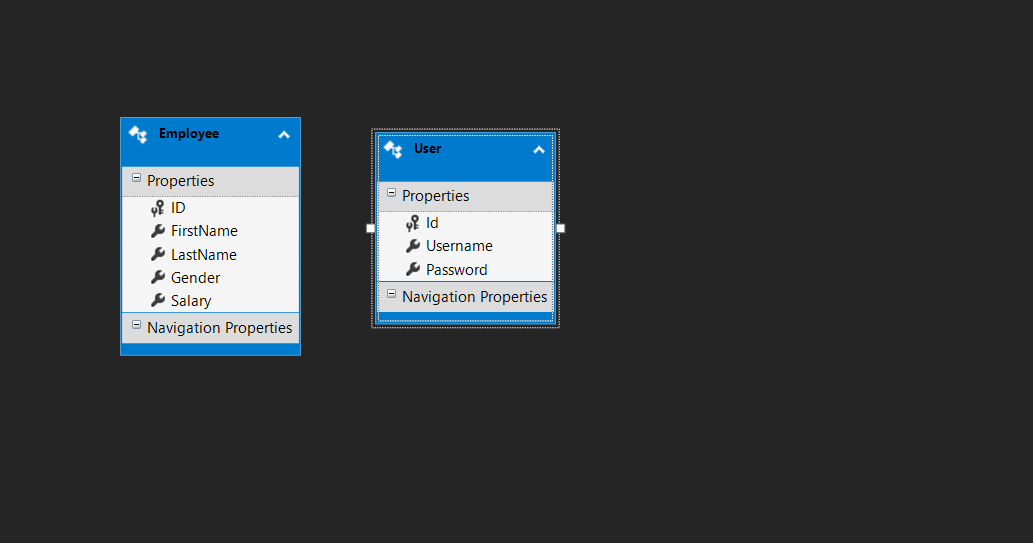 Employee
Properties
ID
FirstName
LastName
Gender
Salary
Navigation Properties
User
Properties
Id
Username
Password
Navigation Properties